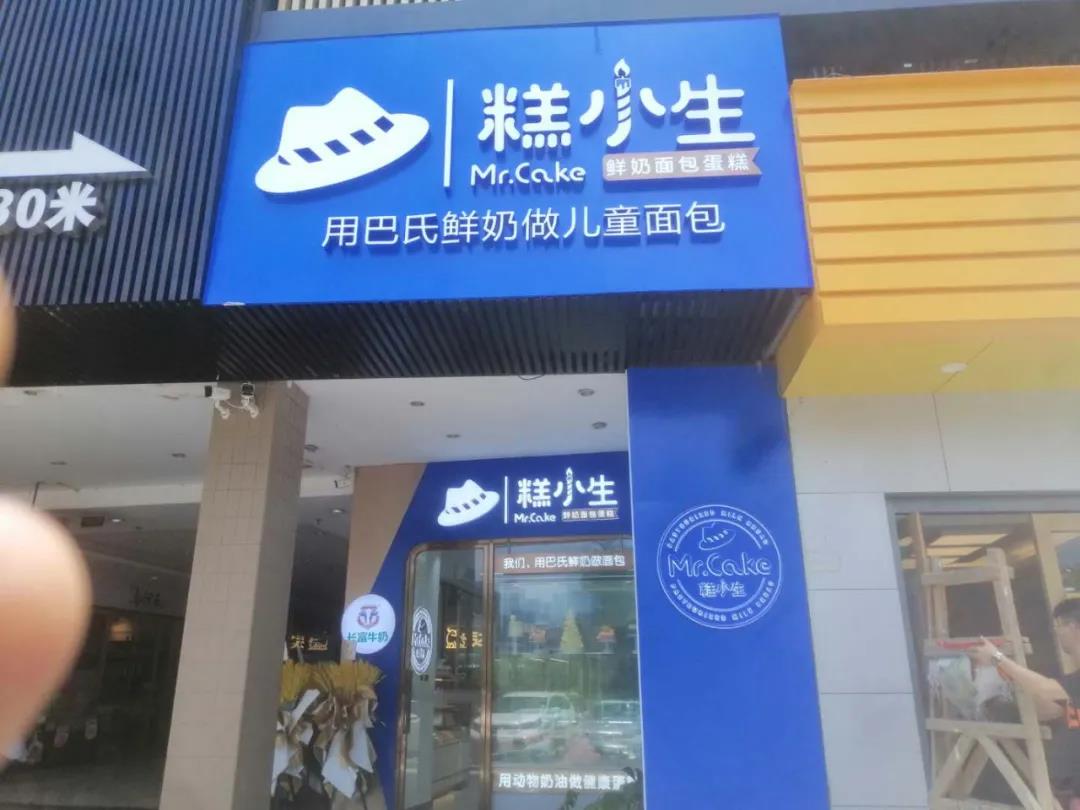 糕小生
Mr.Cake
鲜奶面包蛋糕
用巴氏鲜奶做儿童面包
30米
糕小生
Mr.Cake
鲜奶面包蛋糕
我们，用巴氏鲜奶做面包
Mr.Cake
糕小生
长富牛奶
用动物奶油做健康蛋